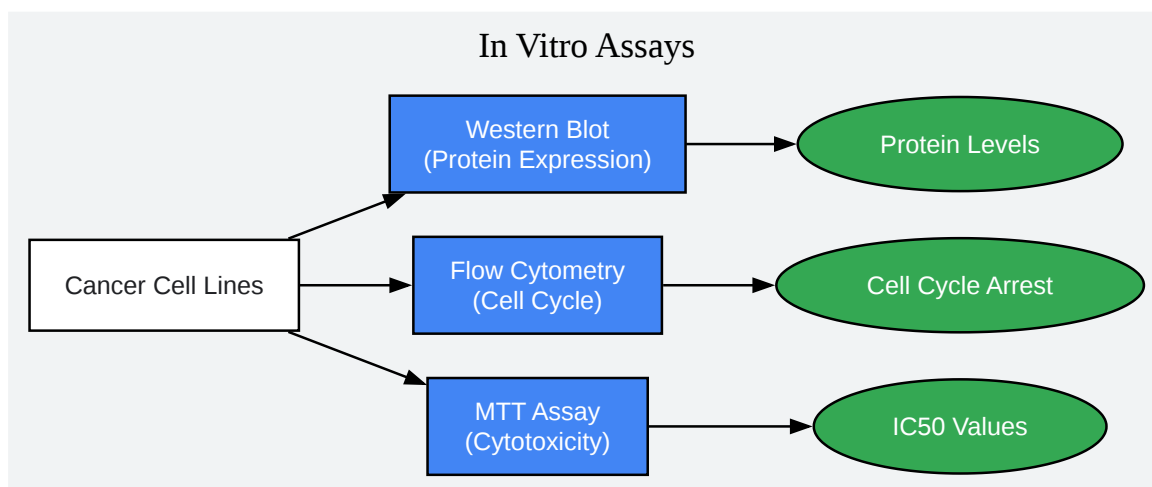 In Vitro Assays
Western Blot
(Protein Expression)
Protein Levels
Cancer Cell Lines
Flow Cytometry
(Cell Cycle)
Cell Cycle Arrest
MTT Assay
(Cytotoxicity)
IC50 Values